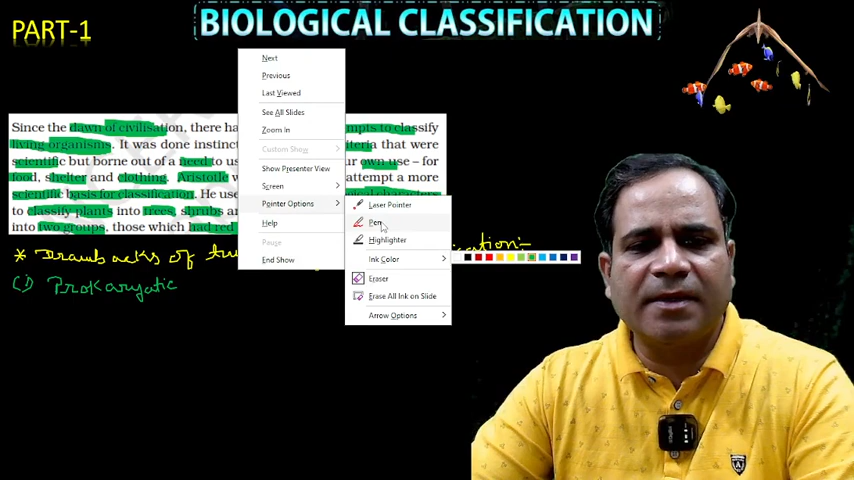 PART-1
BIOLOGICAL CLASSIFICATION
Since the dawn of civilisation, there ha
mpts to classify
living organisms. It was done instinc
iteria that were
scientific but borne out of a need to us
ur own use – for
food, shelter and clothing. Aristotle w
attempt a more
scientific basis for classification. He use
to classify plants into trees, shrubs an
into two groups, those which had red
* Drawbacks of tw
ication:-
(i) Prokaryotic
Next
Previous
Last Viewed
See All Slides
Zoom In
Custom Show
Show Presenter View
Screen
Pointer Options
Help
Pause
End Show
Laser Pointer
Pen
Highlighter
Ink Color
Eraser
Erase All Ink on Slide
Arrow Options